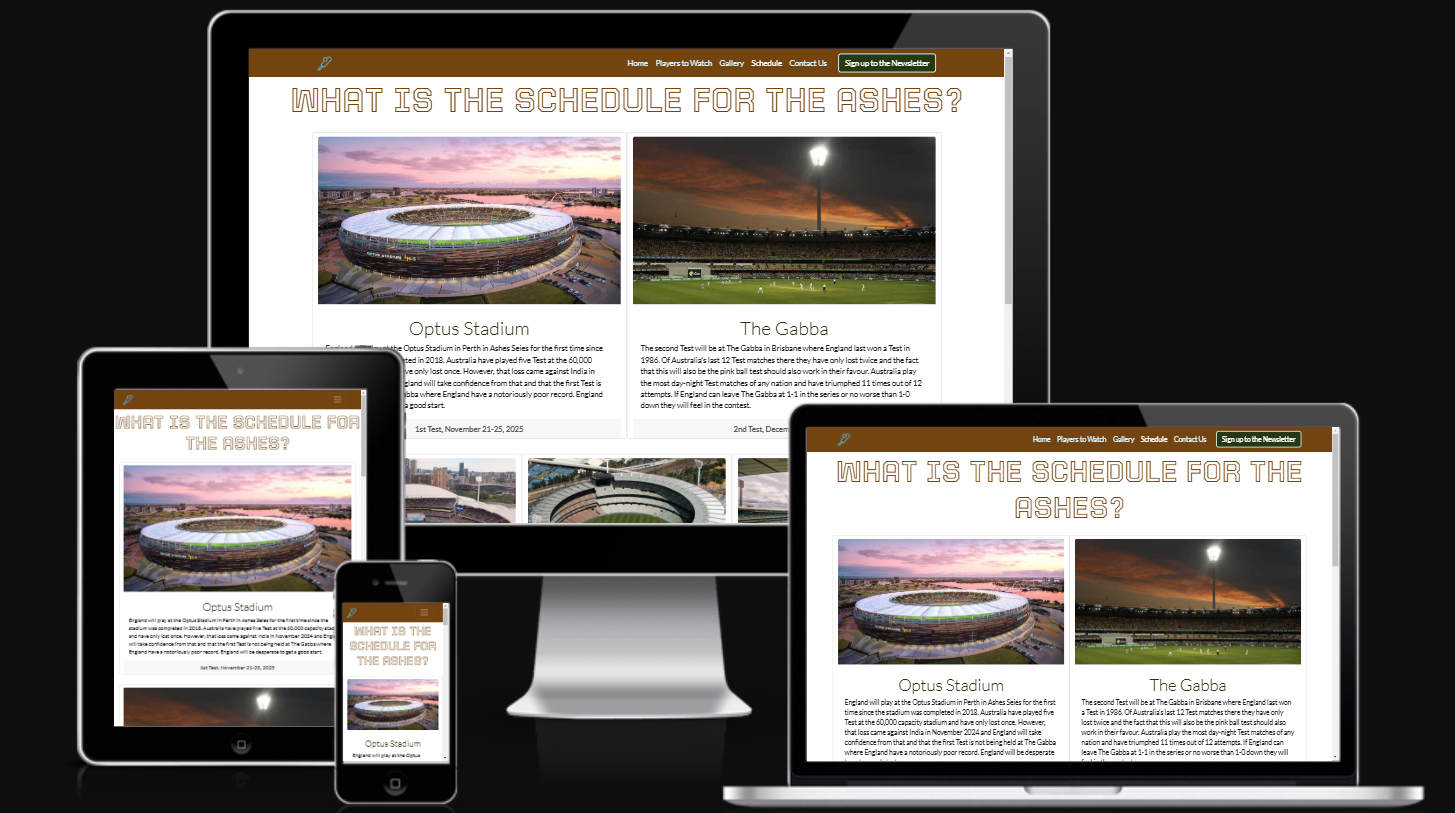 Home Players to Watch Gallery Schedule Contact Us Sign up to the Newsletter
WHAT IS THE SCHEDULE FOR THE ASHES?
OPTUS STADIUM
Optus Stadium
England will play at the Optus Stadium in Perth in Ashes Seies for the first time since
ted in 2018. Australia have played five Test at the 60,000
ve only lost once. However, that loss came against India in
gland will take confidence from that and that the first Test is
bba where England have a notoriously poor record. England
a good start.
1st Test, November 21-25, 2025
The Gabba
The second Test will be at The Gabba in Brisbane where England last won a Test in
1986. Of Australia's last 12 Test matches there they have only lost twice and the fact
that this will also be the pink ball test should also work in their favour. Australia play
the most day-night Test matches of any nation and have triumphed 11 times out of 12
attempts. If England can leave The Gabba at 1-1 in the series or no worse than 1-0
down they will feel in the contest.
2nd Test, Decem
WHAT IS THE SCHEDULE FOR
THE ASHES?
Optus Stadium
England will play at the Optus Stadium in Perth in Ashes Seies for the first time since the
stadium was completed in 2018. Australia have played five Test at the 60,000 capacity stad
and have only lost once. However, that loss came against India in November 2024 and Engl
will take confidence from that and that the first Test is not being held at The Gabba where
England have a notoriously poor record. England will be desperate to get a good start.
1st Test, November 21-25, 2025
WHAT IS THE
SCHEDULE FOR
THE ASHES?
Optus Stadium
England will play at the Optus
Home Players to Watch Gallery Schedule Contact Us Sign up to the Newsletter
WHAT IS THE SCHEDULE FOR THE
ASHES?
Optus Stadium
England will play at the Optus Stadium in Perth in Ashes Seies for the first
time since the stadium was completed in 2018. Australia have played five
Test at the 60,000 capacity stadium and have only lost once. However,
that loss came against India in November 2024 and England will take
confidence from that and that the first Test is not being held at The Gabba
where England have a notoriously poor record. England will be desperate
The Gabba
The second Test will be at The Gabba in Brisbane where England last won
a Test in 1986. Of Australia's last 12 Test matches there they have only
lost twice and the fact that this will also be the pink ball test should also
work in their favour. Australia play the most day-night Test matches of any
nation and have triumphed 11 times out of 12 attempts. If England can
leave The Gabba at 1-1 in the series or no worse than 1-0 down they will